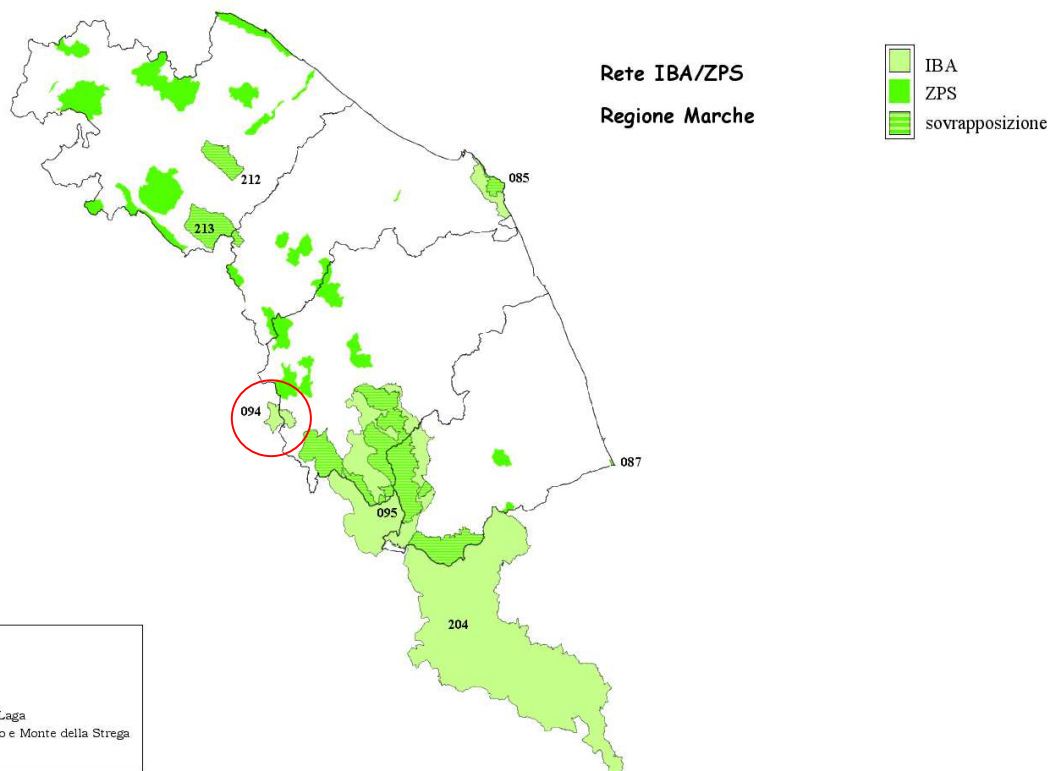 Rete IBA/ZPS
Regione Marche
IBA
ZPS
sovrapposizione
212
085
213
094
087
095
204
Laga
o e Monte della Strega